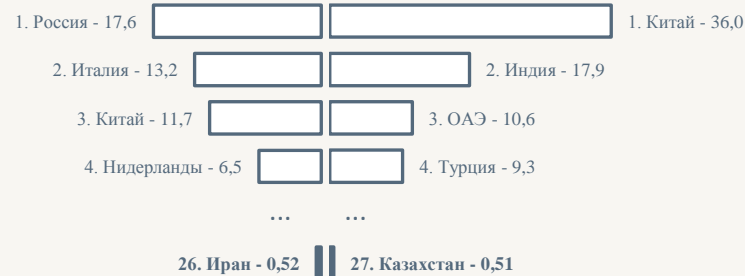 1. Россия - 17,6 1. Китай - 36,0
2. Италия - 13,2 2. Индия - 17,9
3. Китай - 11,7 3. ОАЭ - 10,6
4. Нидерланды - 6,5 4. Турция - 9,3
... ...
26. Иран - 0,52 27. Казахстан - 0,51